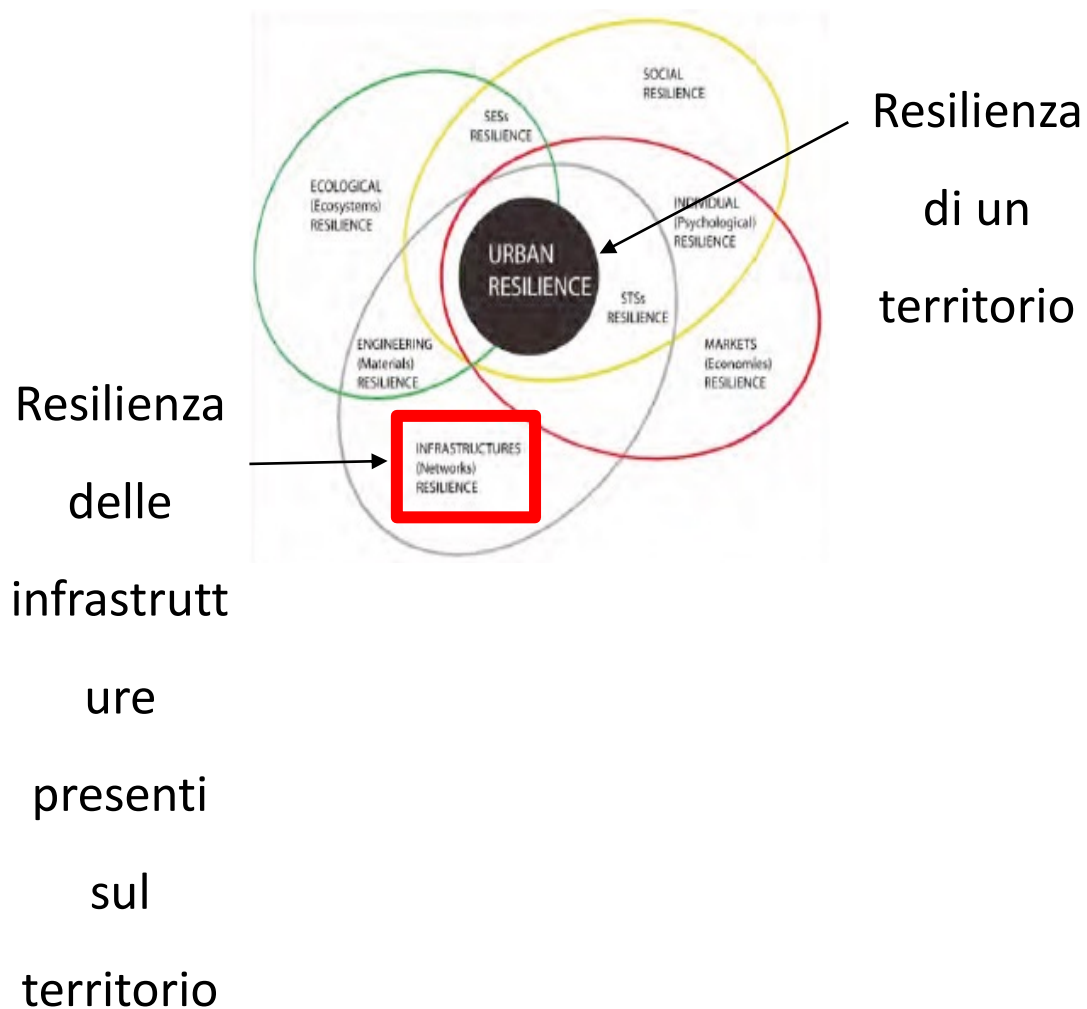 SOCIAL
RESILIENCE
SESs
RESILIENCE
ECOLOGICAL
(Ecosystems)
RESILIENCE
INDIVIDUAL
(Psychological)
RESILIENCE
URBAN
RESILIENCE
STSs
RESILIENCE
ENGINEERING
(Materials)
RESILIENCE
MARKETS
(Economies)
RESILIENCE
INFRASTRUCTURES
(Networks)
RESILIENCE
Resilienza
di un
territorio
Resilienza
delle
infrastrutt
ure
presenti
sul
territorio